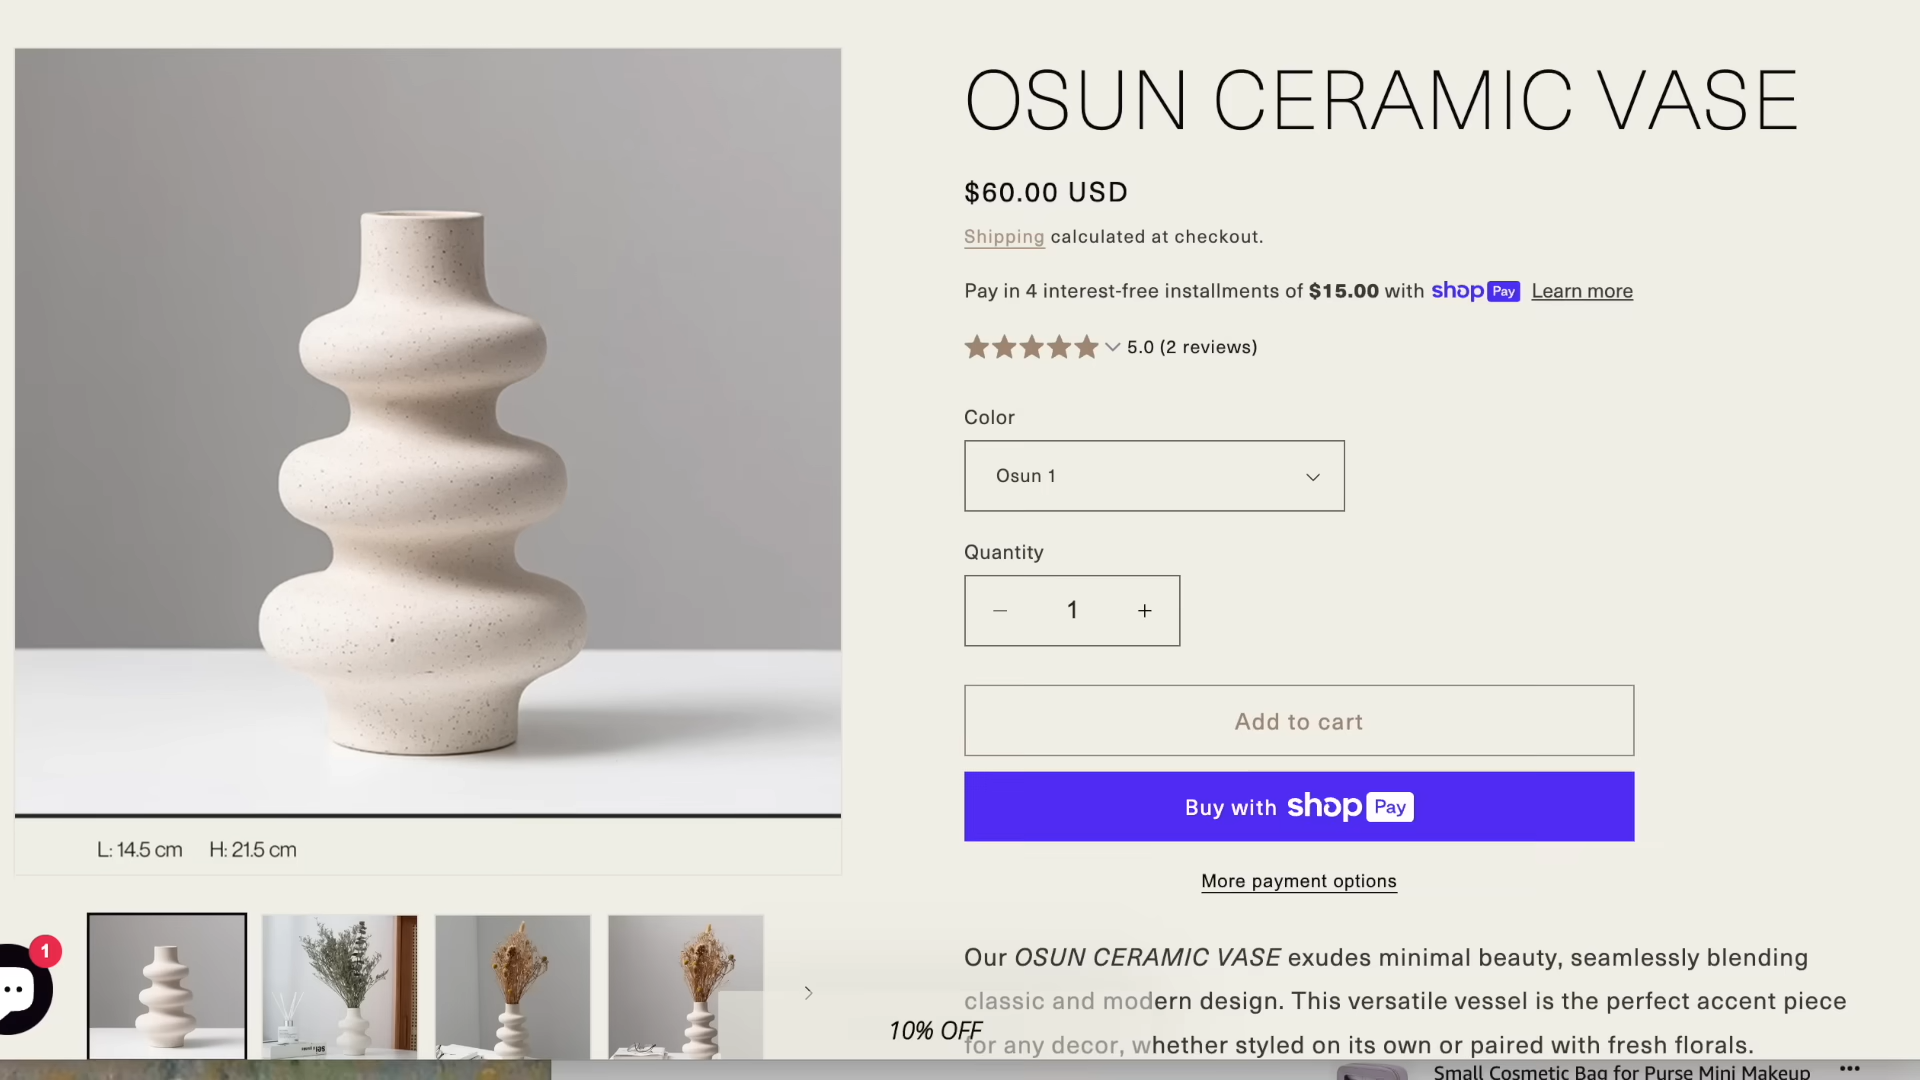 OSUN CERAMIC VASE
$60.00 USD
Shipping calculated at checkout.
Pay in 4 interest-free installments of $15.00 with shop Pay Learn more
5.0 (2 reviews)
Color
Osun 1
Quantity
1
Add to cart
Buy with shop Pay
More payment options
L: 14.5 cm H: 21.5 cm
1
Our OSUN CERAMIC VASE exudes minimal beauty, seamlessly blending
classic and modern design. This versatile vessel is the perfect accent piece
for any decor, whether styled on its own or paired with fresh florals.
10% OFF
Small Cosmetic Bag for Purse Mini Makeup